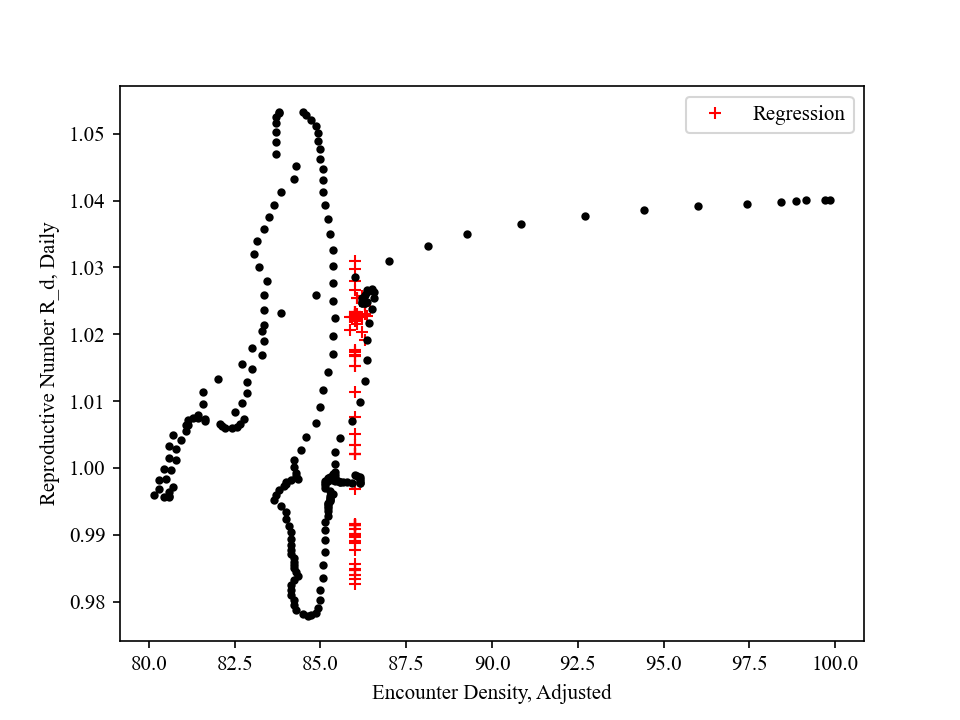 Regression
1.05
1.04
1.03
1.02
1.01
1.00
0.99
0.98
Reproductive Number R_d, Daily
80.0 82.5 85.0 87.5 90.0 92.5 95.0 97.5 100.0
Encounter Density, Adjusted